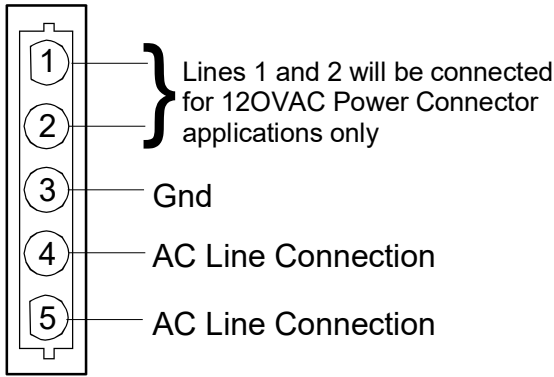 1
Lines 1 and 2 will be connected
for 12OVAC Power Connector
applications only
2
3 Gnd
4 AC Line Connection
5 AC Line Connection